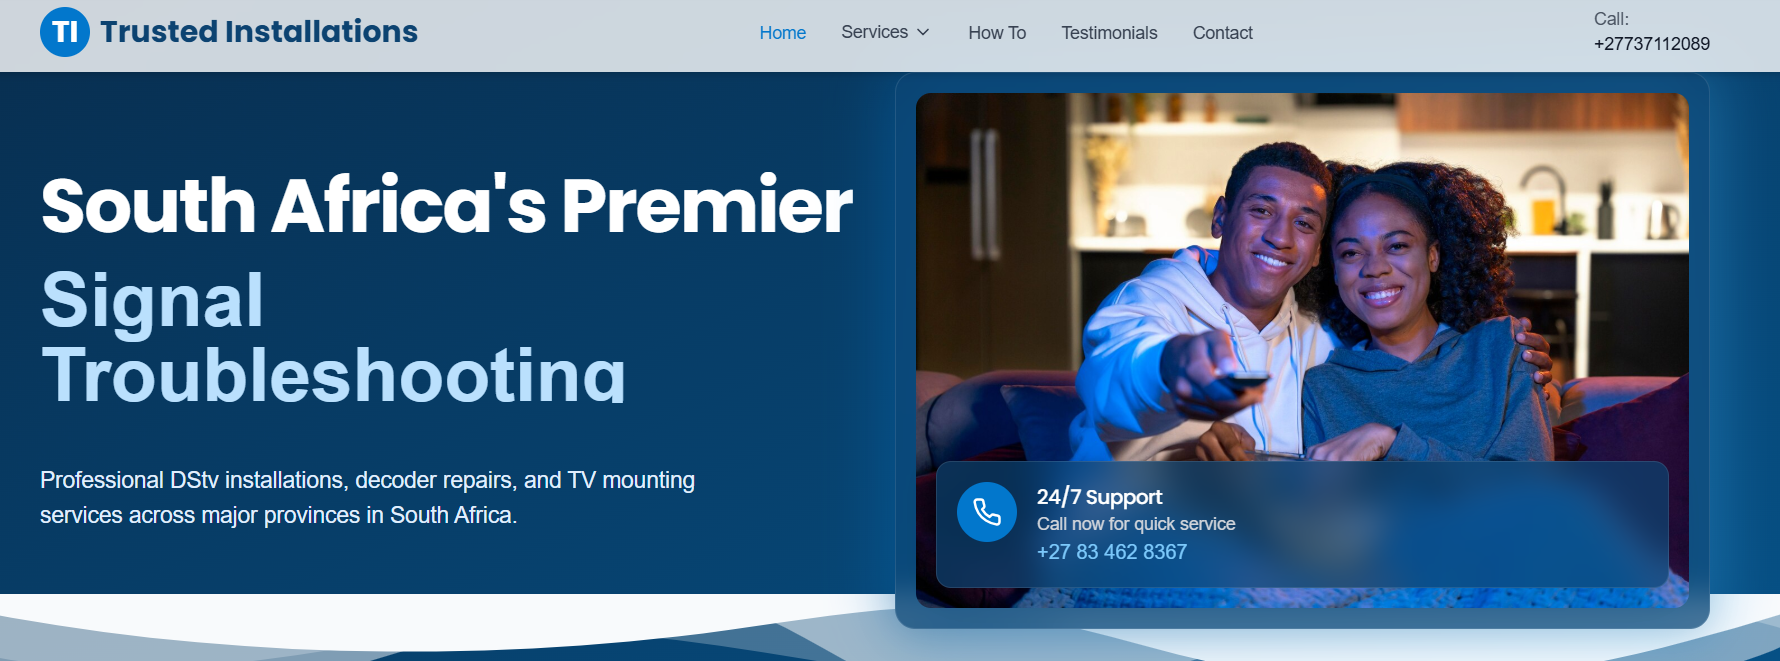 TI Trusted Installations
Home Services How To Testimonials Contact
Call:
+27737112089
South Africa's Premier
Signal
Troubleshooting
Professional DStv installations, decoder repairs, and TV mounting
services across major provinces in South Africa.
24/7 Support
Call now for quick service
+27 83 462 8367